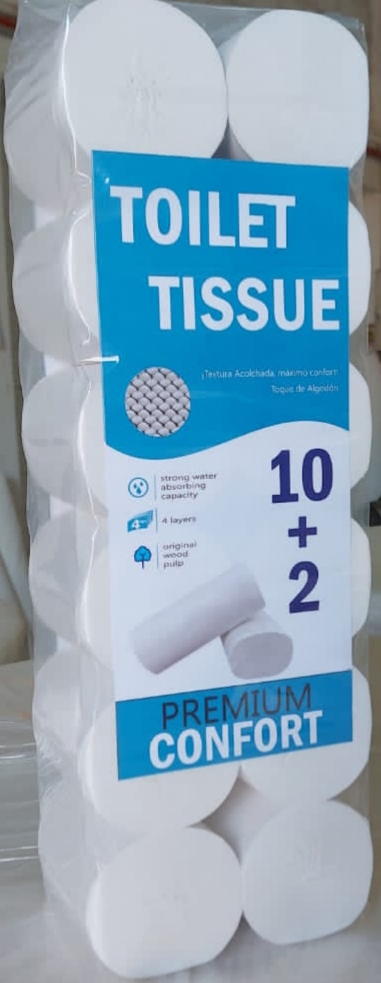 TOILET
TISSUE
¡Textura Acolchada, máximo confort!
Toque de Algodón
strong water
absorbing
capacity
4
4 layers
original
wood
pulp
10
+
2
PREMIUM
CONFORT